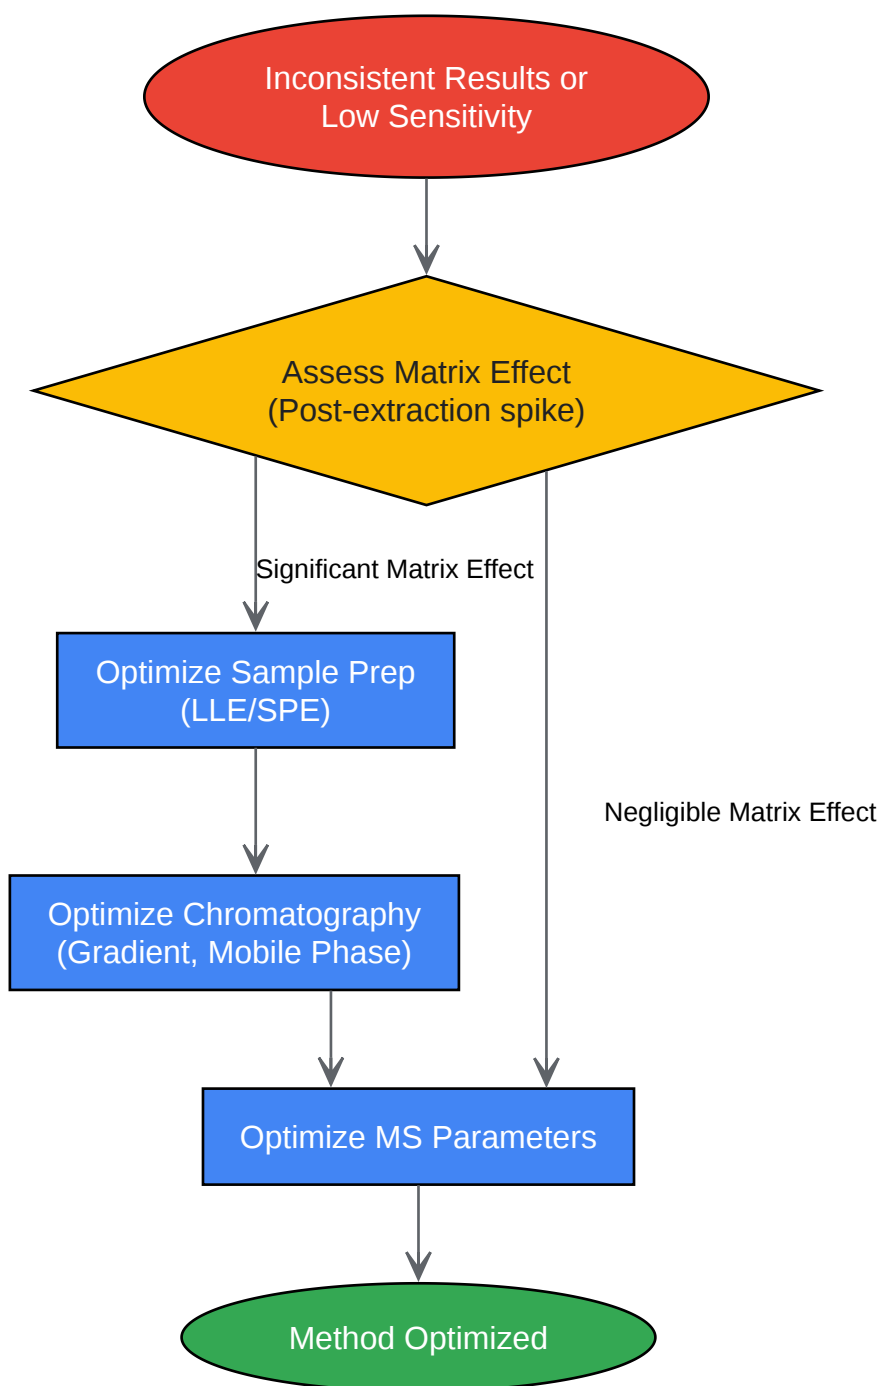 Inconsistent Results or
Low Sensitivity
Assess Matrix Effect
(Post-extraction spike)
Significant Matrix Effect
Optimize Sample Prep
(LLE/SPE)
Negligible Matrix Effect
Optimize Chromatography
(Gradient, Mobile Phase)
Optimize MS Parameters
Method Optimized